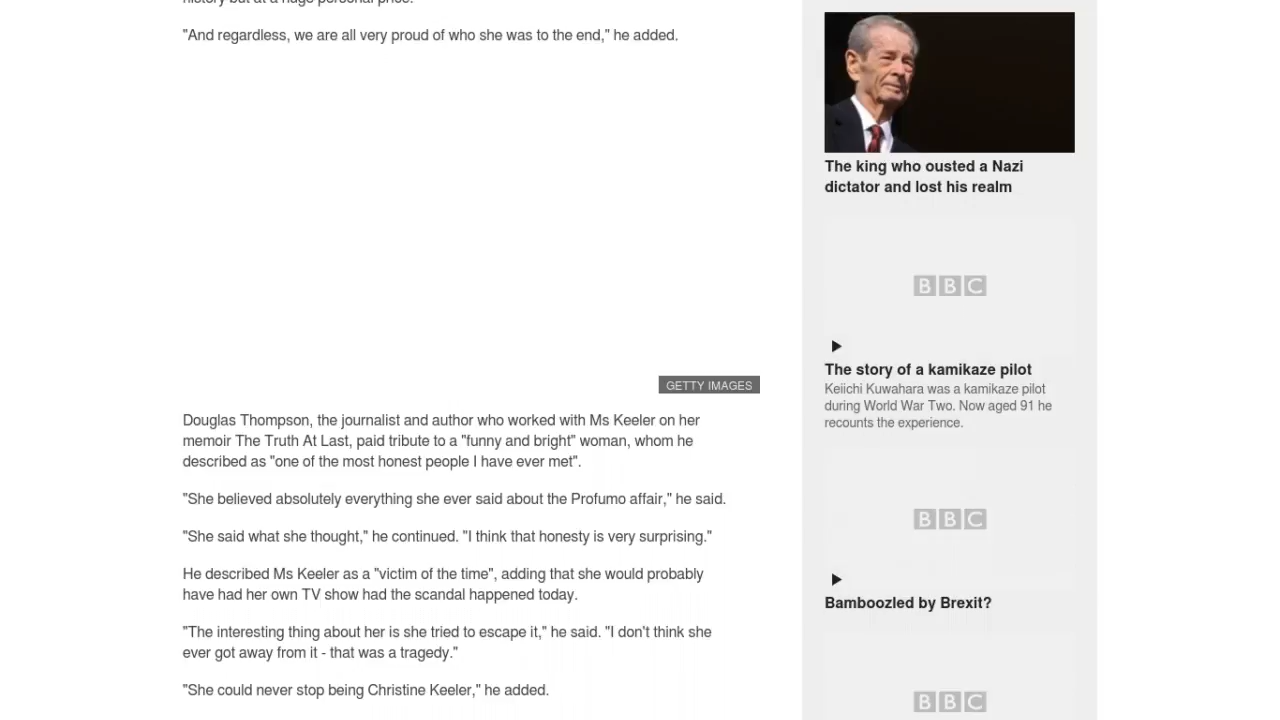 history but at a huge personal price.
"And regardless, we are all very proud of who she was to the end," he added.
GETTY IMAGES
Douglas Thompson, the journalist and author who worked with Ms Keeler on her
memoir The Truth At Last, paid tribute to a "funny and bright" woman, whom he
described as "one of the most honest people I have ever met".
"She believed absolutely everything she ever said about the Profumo affair," he said.
"She said what she thought," he continued. "I think that honesty is very surprising."
He described Ms Keeler as a "victim of the time", adding that she would probably
have had her own TV show had the scandal happened today.
"The interesting thing about her is she tried to escape it," he said. "I don't think she
ever got away from it - that was a tragedy."
"She could never stop being Christine Keeler," he added.
The king who ousted a Nazi
dictator and lost his realm
BBC
The story of a kamikaze pilot
Keiichi Kuwahara was a kamikaze pilot
during World War Two. Now aged 91 he
recounts the experience.
BBC
Bamboozled by Brexit?
BBC